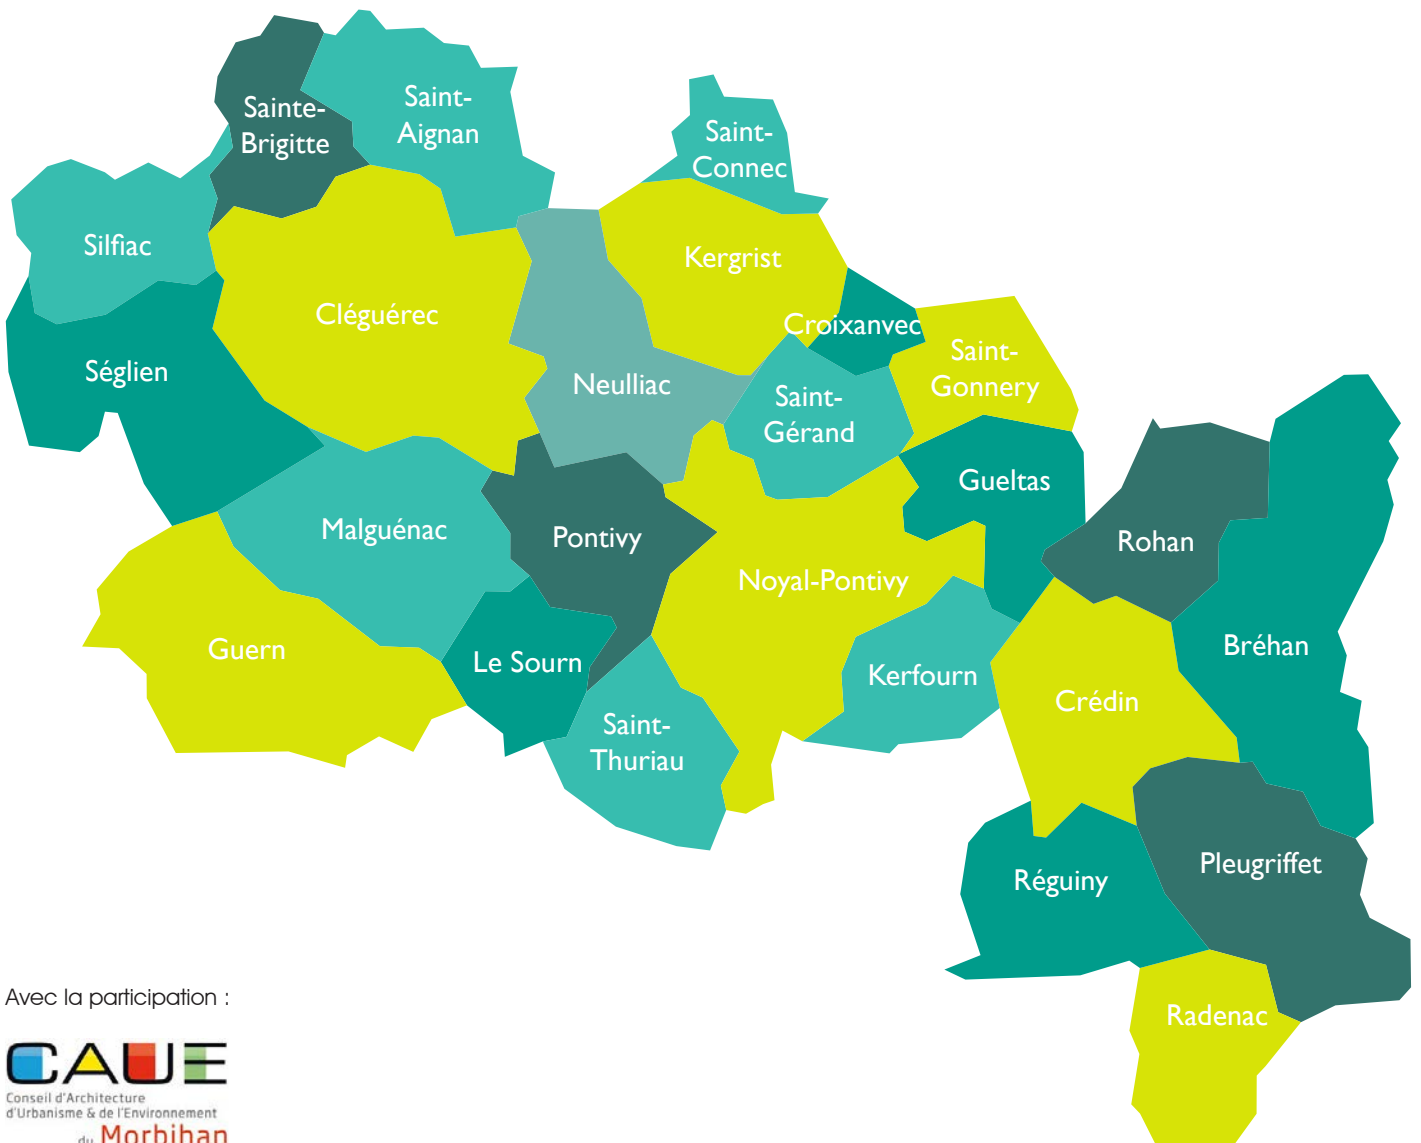 Sainte-
Brigitte
Saint-
Aignan
Saint-
Connec
Silfiac
Kergrist
Cléguérec
Croixanvec
Séglien
Neulliac
Saint-
Gonnery
Saint-
Gérand
Gueltas
Malguénac
Pontivy
Rohan
Noyal-Pontivy
Guern
Le Sourn
Kerfourn
Bréhan
Crédin
Saint-
Thuriau
Réguiny
Pleugriffet
Radenac
Avec la participation :
CAUE
Conseil d'Architecture
d'Urbanisme & de l'Environnement
du Morbihan